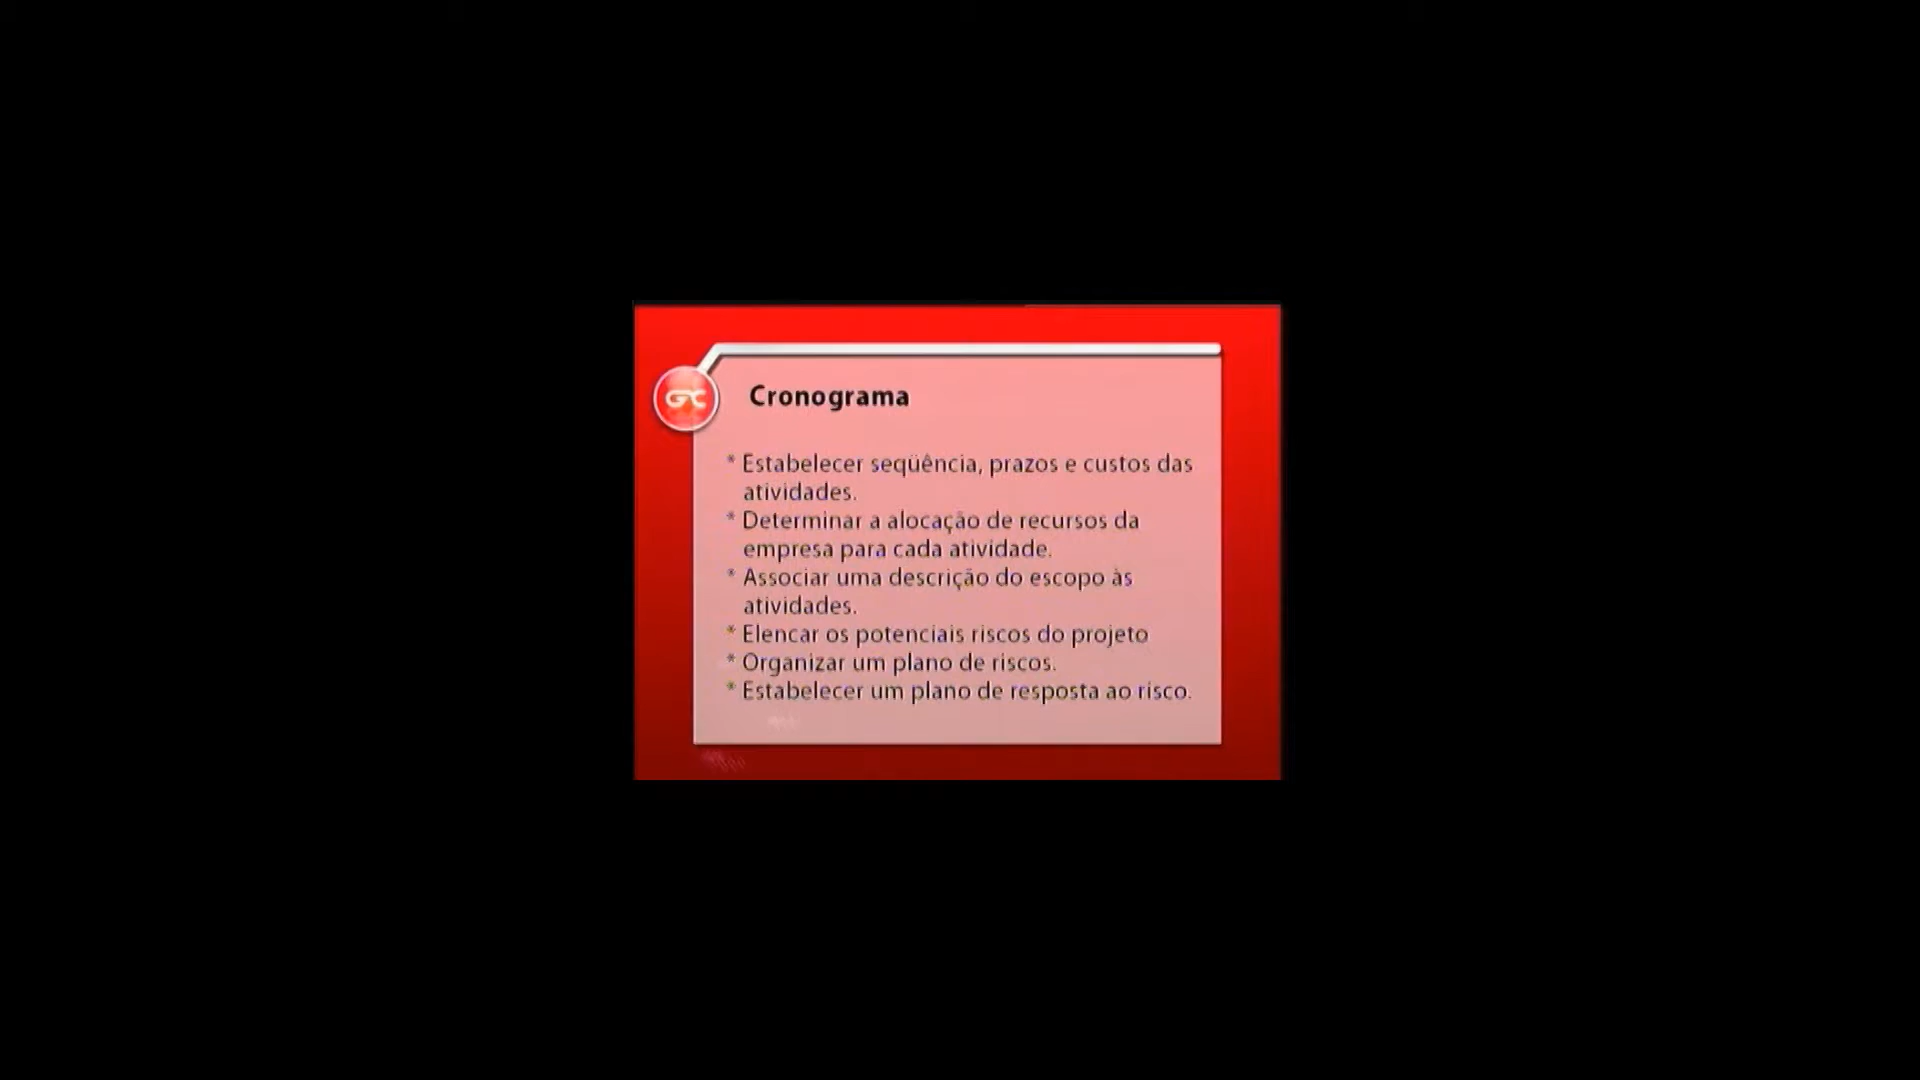 GC
Cronograma
* Estabelecer seqüência, prazos e custos das
atividades.
* Determinar a alocação de recursos da
empresa para cada atividade.
* Associar uma descrição do escopo às
atividades.
* Elencar os potenciais riscos do projeto
* Organizar um plano de riscos.
* Estabelecer um plano de resposta ao risco.